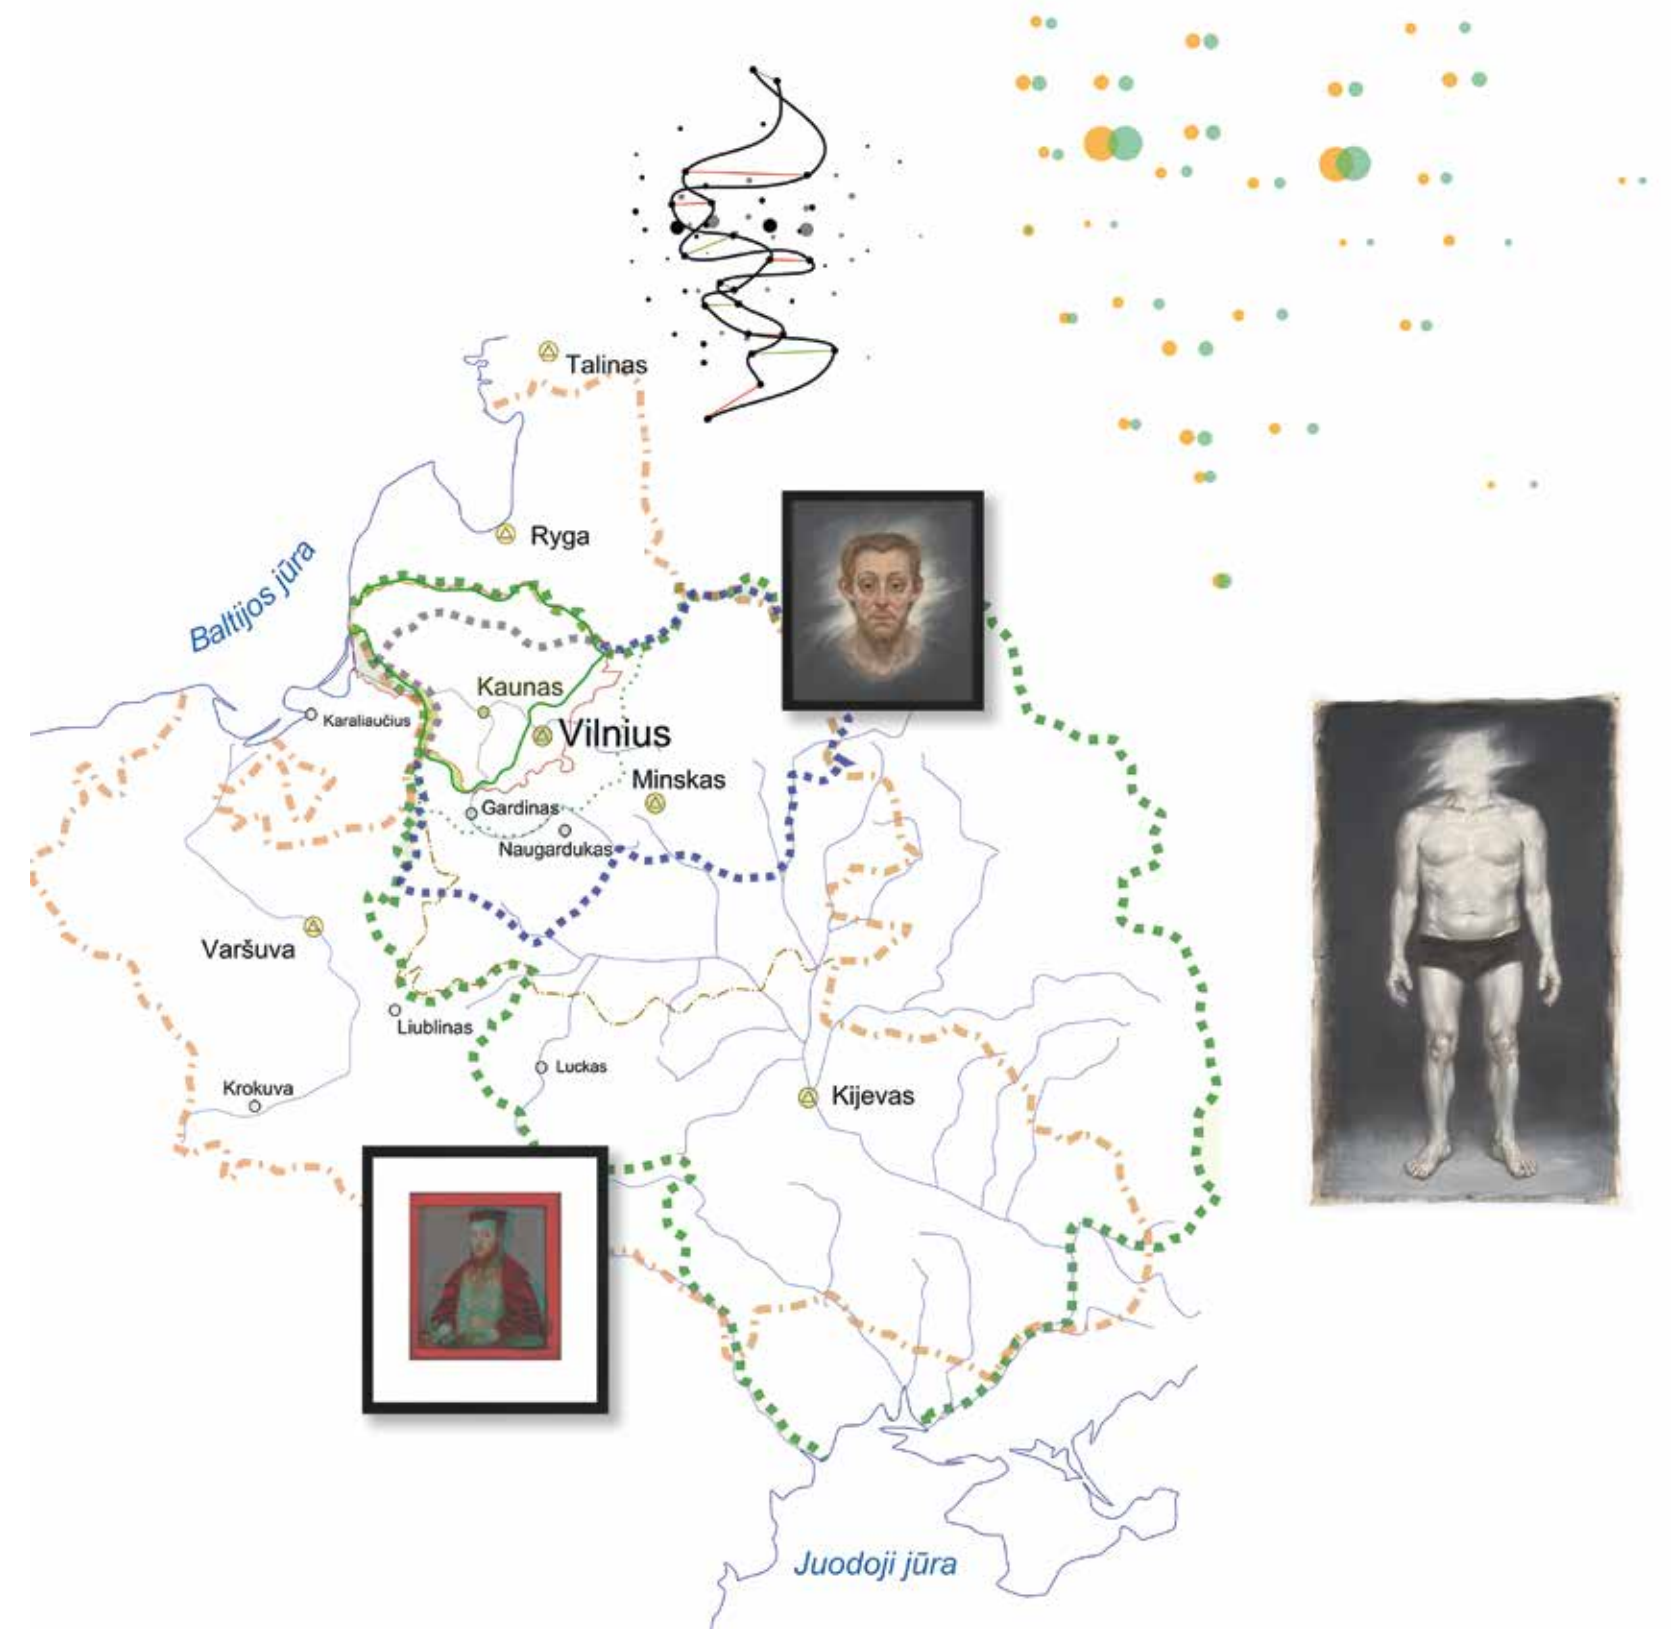 Talinas
Ryga
Baltijos jūra
Kaunas
Karaliaučius
Vilnius
Minskas
Gardinas
Naugardukas
Varšuva
Liublinas
Luckas
Krokuva
Kijevas
Juodoji jūra